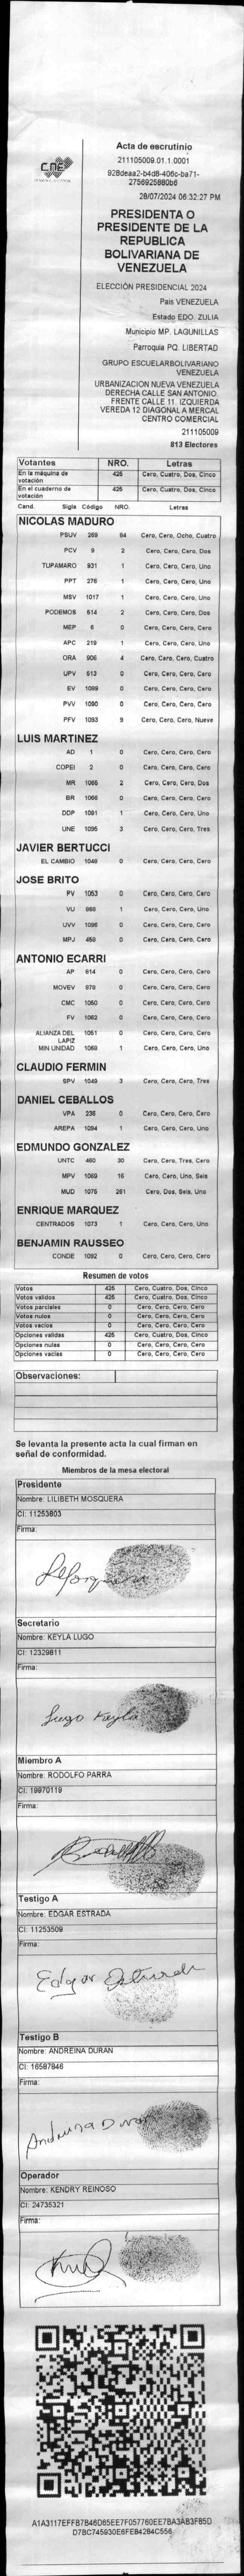 CNE
Acta de escrutinio
211105009.01.1.0001
928deaa2-b4d8-406c-ba71-
2756925880b6
28/07/2024 06:32:27 PM
PRESIDENTA O
PRESIDENTE DE LA
REPUBLICA
BOLIVARIANA DE
VENEZUELA
ELECCIÓN PRESIDENCIAL 2024
Pais VENEZUELA
Estado EDO. ZULIA
Municipio MP. LAGUNILLAS
Parroquia PQ. LIBERTAD
GRUPO ESCUELARBOLIVARIANO
VENEZUELA
URBANIZACION NUEVA VENEZUELA
DERECHA CALLE SAN ANTONIO.
FRENTE CALLE 11. IZQUIERDA
VEREDA 12 DIAGONAL A MERCAL
CENTRO COMERCIAL
211105009
813 Electores
Votantes NRO. Letras
En la máquina de votación 425 Cero, Cuatro, Dos, Cinco
En el cuaderno de votación 425 Cero, Cuatro, Dos, Cinco
Cand. Sigla Código NRO. Letras
NICOLAS MADURO
PSUV 269 84 Cero, Cero, Ocho, Cuatro
PCV 9 2 Cero, Cero, Cero, Dos
TUPAMARO 931 1 Cero, Cero, Cero, Uno
PPT 276 1 Cero, Cero, Cero, Uno
MSV 1017 1 Cero, Cero, Cero, Uno
PODEMOS 614 2 Cero, Cero, Cero, Dos
MEP 6 0 Cero, Cero, Cero, Cero
APC 219 1 Cero, Cero, Cero, Uno
ORA 906 4 Cero, Cero, Cero, Cuatro
UPV 513 0 Cero, Cero, Cero, Cero
EV 1089 0 Cero, Cero, Cero, Cero
PVV 1090 0 Cero, Cero, Cero, Cero
PFV 1093 9 Cero, Cero, Cero, Nueve
LUIS MARTINEZ
AD 1 0 Cero, Cero, Cero, Cero
COPEI 2 0 Cero, Cero, Cero, Cero
MR 1065 2 Cero, Cero, Cero, Dos
BR 1066 0 Cero, Cero, Cero, Cero
DDP 1091 1 Cero, Cero, Cero, Uno
UNE 1095 3 Cero, Cero, Cero, Tres
JAVIER BERTUCCI
EL CAMBIO 1048 0 Cero, Cero, Cero, Cero
JOSE BRITO
PV 1053 0 Cero, Cero, Cero, Cero
VU 868 1 Cero, Cero, Cero, Uno
UVV 1096 0 Cero, Cero, Cero, Cero
MPJ 459 0 Cero, Cero, Cero, Cero
ANTONIO ECARRI
AP 814 0 Cero, Cero, Cero, Cero
MOVEV 979 0 Cero, Cero, Cero, Cero
CMC 1050 0 Cero, Cero, Cero, Cero
FV 1062 0 Cero, Cero, Cero, Cero
ALIANZA DEL LAPIZ 1051 0 Cero, Cero, Cero, Cero
MIN UNIDAD 1069 1 Cero, Cero, Cero, Uno
CLAUDIO FERMIN
SPV 1049 3 Cero, Cero, Cero, Tres
DANIEL CEBALLOS
VPA 236 0 Cero, Cero, Cero, Cero
AREPA 1094 1 Cero, Cero, Cero, Uno
EDMUNDO GONZALEZ
UNTC 460 30 Cero, Cero, Tres, Cero
MPV 1069 16 Cero, Cero, Uno, Seis
MUD 1075 261 Cero, Dos, Seis, Uno
ENRIQUE MARQUEZ
CENTRADOS 1073 1 Cero, Cero, Cero, Uno
BENJAMIN RAUSSEO
CONDE 1092 0 Cero, Cero, Cero, Cero
Resumen de votos
Votos 425 Cero, Cuatro, Dos, Cinco
Votos validos 425 Cero, Cuatro, Dos, Cinco
Votos parciales 0 Cero, Cero, Cero, Cero
Votos nulos 0 Cero, Cero, Cero, Cero
Votos vacios 0 Cero, Cero, Cero, Cero
Opciones validas 425 Cero, Cuatro, Dos, Cinco
Opciones nulas 0 Cero, Cero, Cero, Cero
Opciones vacias 0 Cero, Cero, Cero, Cero
Observaciones:
Se levanta la presente acta la cual firman en
señal de conformidad.
Miembros de la mesa electoral
Presidente
Nombre: LILIBETH MOSQUERA
CI: 11253803
Firma:
Secretario
Nombre: KEYLA LUGO
CI: 12329811
Firma:
Lugo Keyla
Miembro A
Nombre: RODOLFO PARRA
CI: 19970119
Firma:
Testigo A
Nombre: EDGAR ESTRADA
CI: 11253509
Firma:
Edgar Estrada
Testigo B
Nombre: ANDREINA DURAN
CI: 16587846
Firma:
Andreina Duran
Operador
Nombre: KENDRY REINOSO
CI: 24735321
Firma:
A1A3117EFFB7B46D65EE7F057760EE7BA3AB3F85D
D7BC745930E6FEB42B4C556